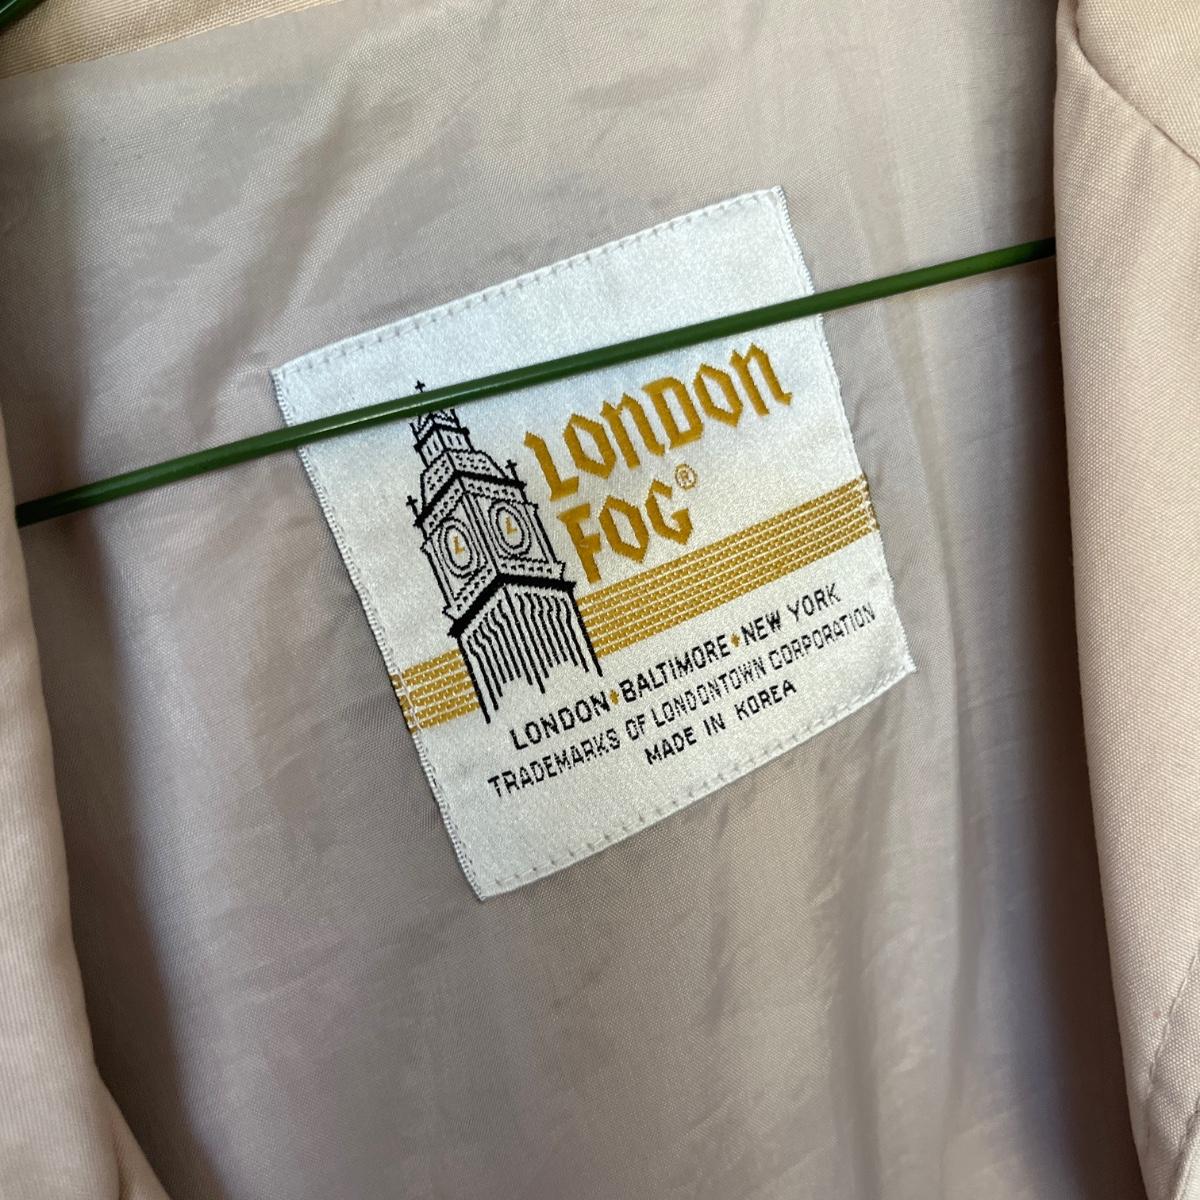 LONDON
FOG®
L L
LONDON • BALTIMORE • NEW YORK
TRADEMARKS OF LONDONTOWN CORPORATION
MADE IN KOREA